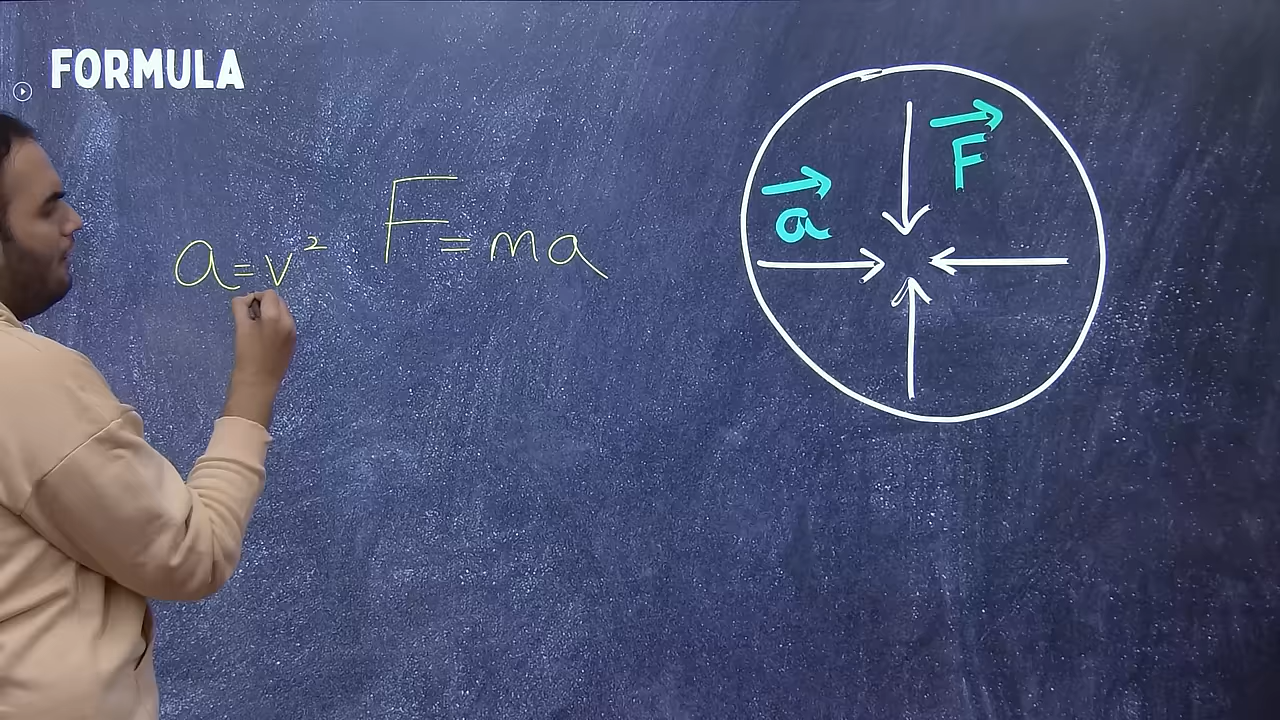 FORMULA
a = v² F = ma
a⃗ F⃗